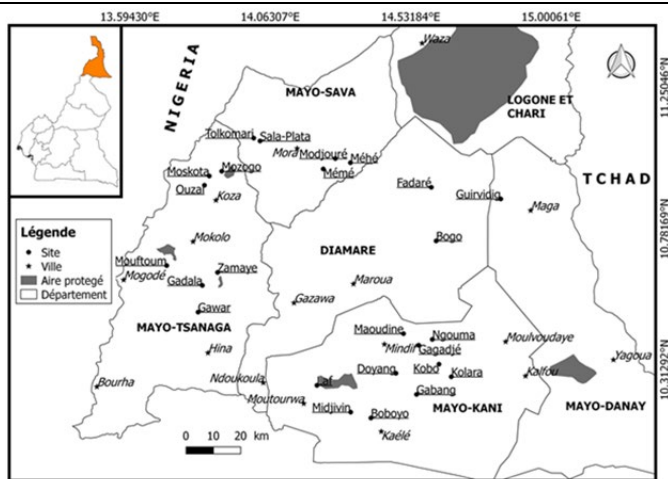 13.59430°E 14.06307°E 14.53184°E 15.00061°E
Waza
11.25046°N
NIGERIA
MAYO-SAVA
LOGONE ET
CHARI
Tolkomari Sala-Plata
Mora Modjouré Méhé
Mozogo
Moskota Mémé
TCHAD
Ouzal
Koza
Fadaré
Guirvidig
Maga
10.78169°N
Légende
Site
Ville
Aire protegé
Département
Mokolo
Bogo
DIAMARE
Mouftoum
Zamaye
Mogodé
Gadala
Maroua
Gazawa
Gawar
MAYO-TSANAGA
Maoudine
Ngouma
Moulvoudaye
Mindif
Gagadjé
Hina
Yagoua
Kobo
Doyang
Kolara
Kalfou
10.31292°N
Ndoukoula
Bourha
Laf
Gabang
Moutourwa
MAYO-KANI
MAYO-DANAY
Midjivin
Boboyo
Kaélé
0 10 20 km